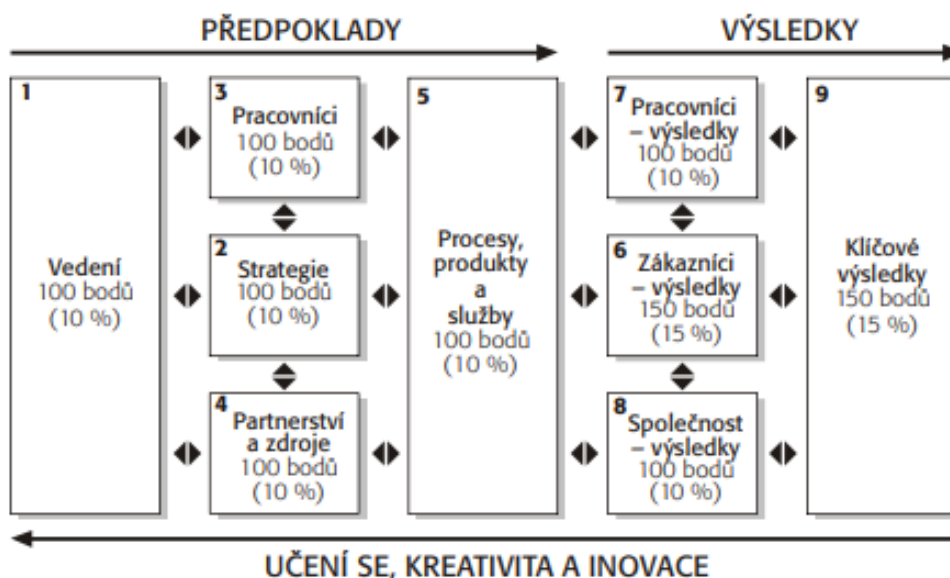 PŘEDPOKLADY
VÝSLEDKY
1
Vedení
100 bodů
(10 %)
3
Pracovníci
100 bodů
(10 %)
2
Strategie
100 bodů
(10 %)
4
Partnerství
a zdroje
100 bodů
(10 %)
5
Procesy,
produkty
a
služby
100 bodů
(10 %)
7
Pracovníci
– výsledky
100 bodů
(10 %)
6
Zákazníci
– výsledky
150 bodů
(15 %)
8
Společnost
– výsledky
100 bodů
(10 %)
9
Klíčové
výsledky
150 bodů
(15 %)
UČENÍ SE, KREATIVITA A INOVACE